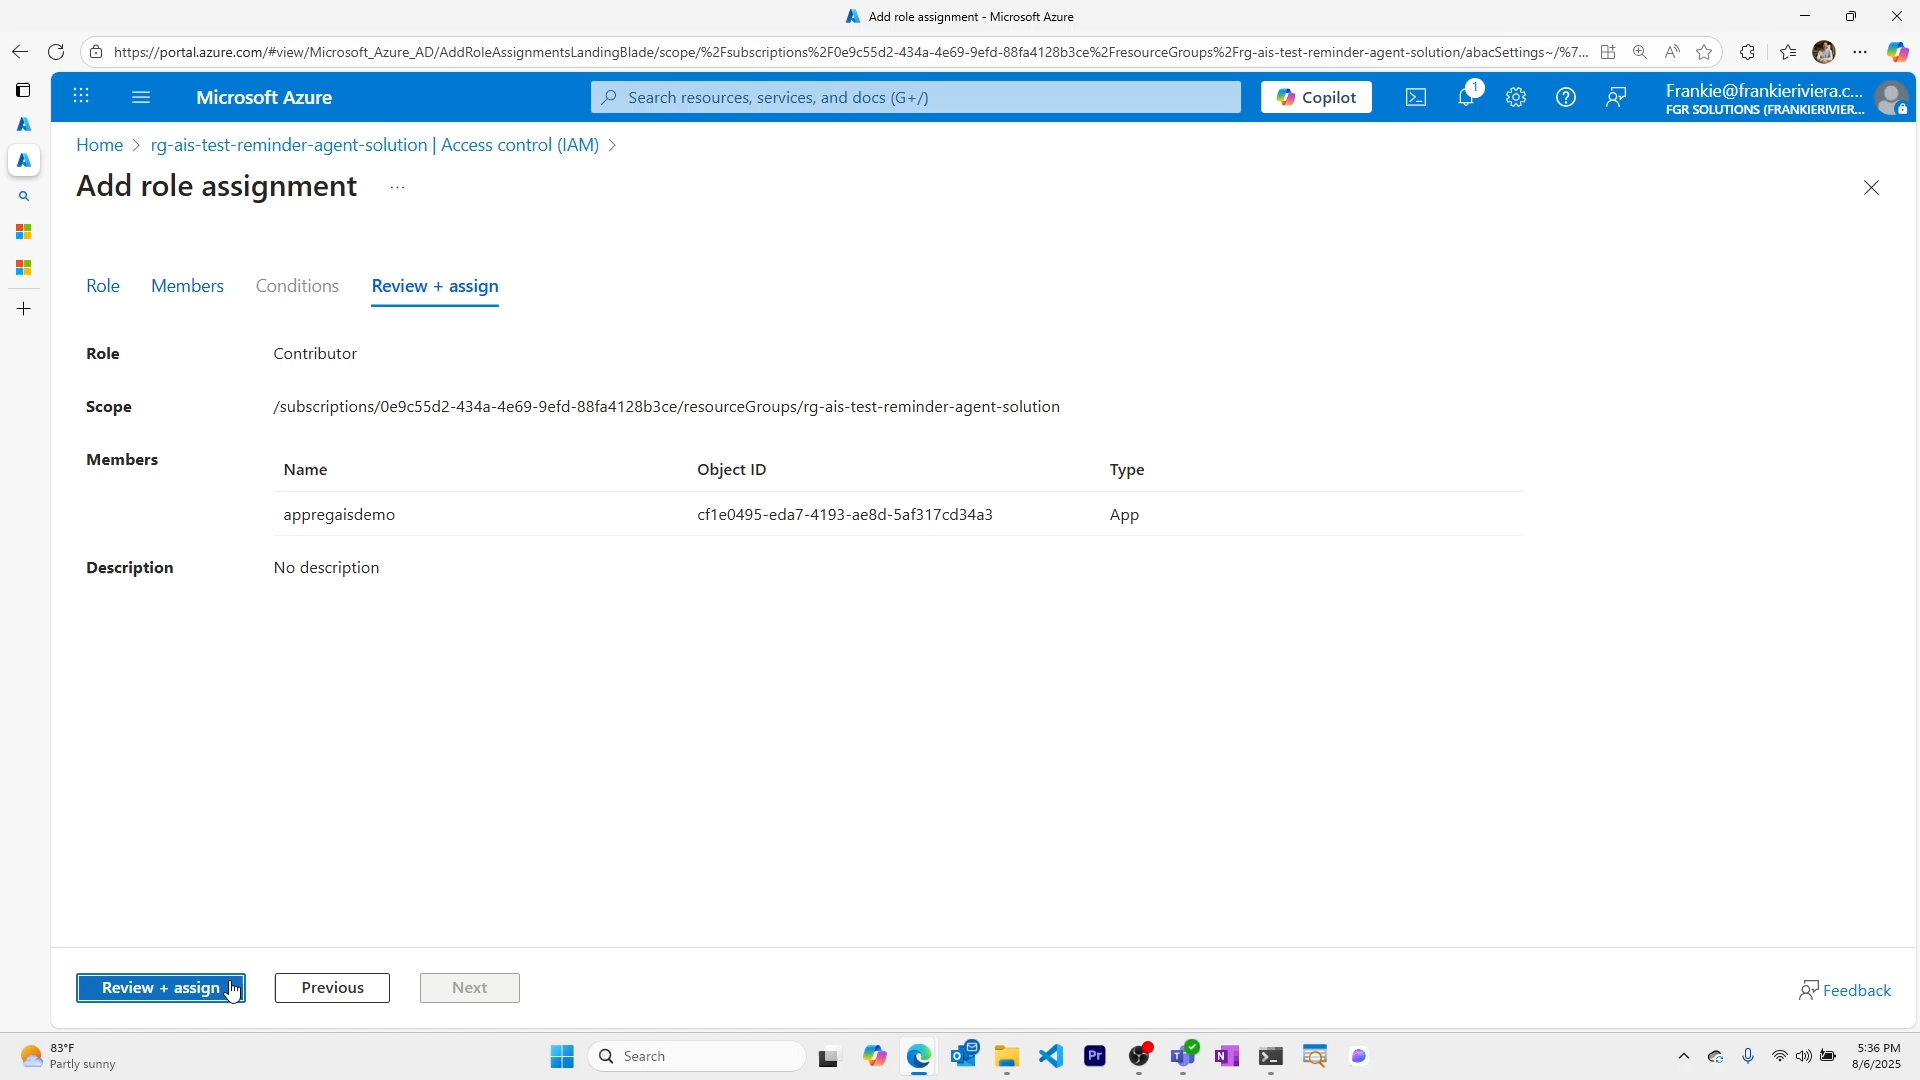 Add role assignment - Microsoft Azure
https://portal.azure.com/#view/Microsoft_Azure_AD/AddRoleAssignmentsLandingBlade/scope/%2Fsubscriptions%2F0e9c55d2-434a-4e69-9efd-88fa4128b3ce%2FresourceGroups%2Frg-ais-test-reminder-agent-solution/abacSettings~/%7...
Microsoft Azure
Search resources, services, and docs (G+/)
Copilot
1
Frankie@frankieriviera.c...
FGR SOLUTIONS (FRANKIERIVIER...
Home > rg-ais-test-reminder-agent-solution | Access control (IAM) >
Add role assignment ...
Role Members Conditions Review + assign
Role Contributor
Scope /subscriptions/0e9c55d2-434a-4e69-9efd-88fa4128b3ce/resourceGroups/rg-ais-test-reminder-agent-solution
Members
Name Object ID Type
appregaisdemo cf1e0495-eda7-4193-ae8d-5af317cd34a3 App
Description No description
Review + assign Previous Next
Feedback
83°F
Partly sunny
Search
Pr
5:36 PM
8/6/2025